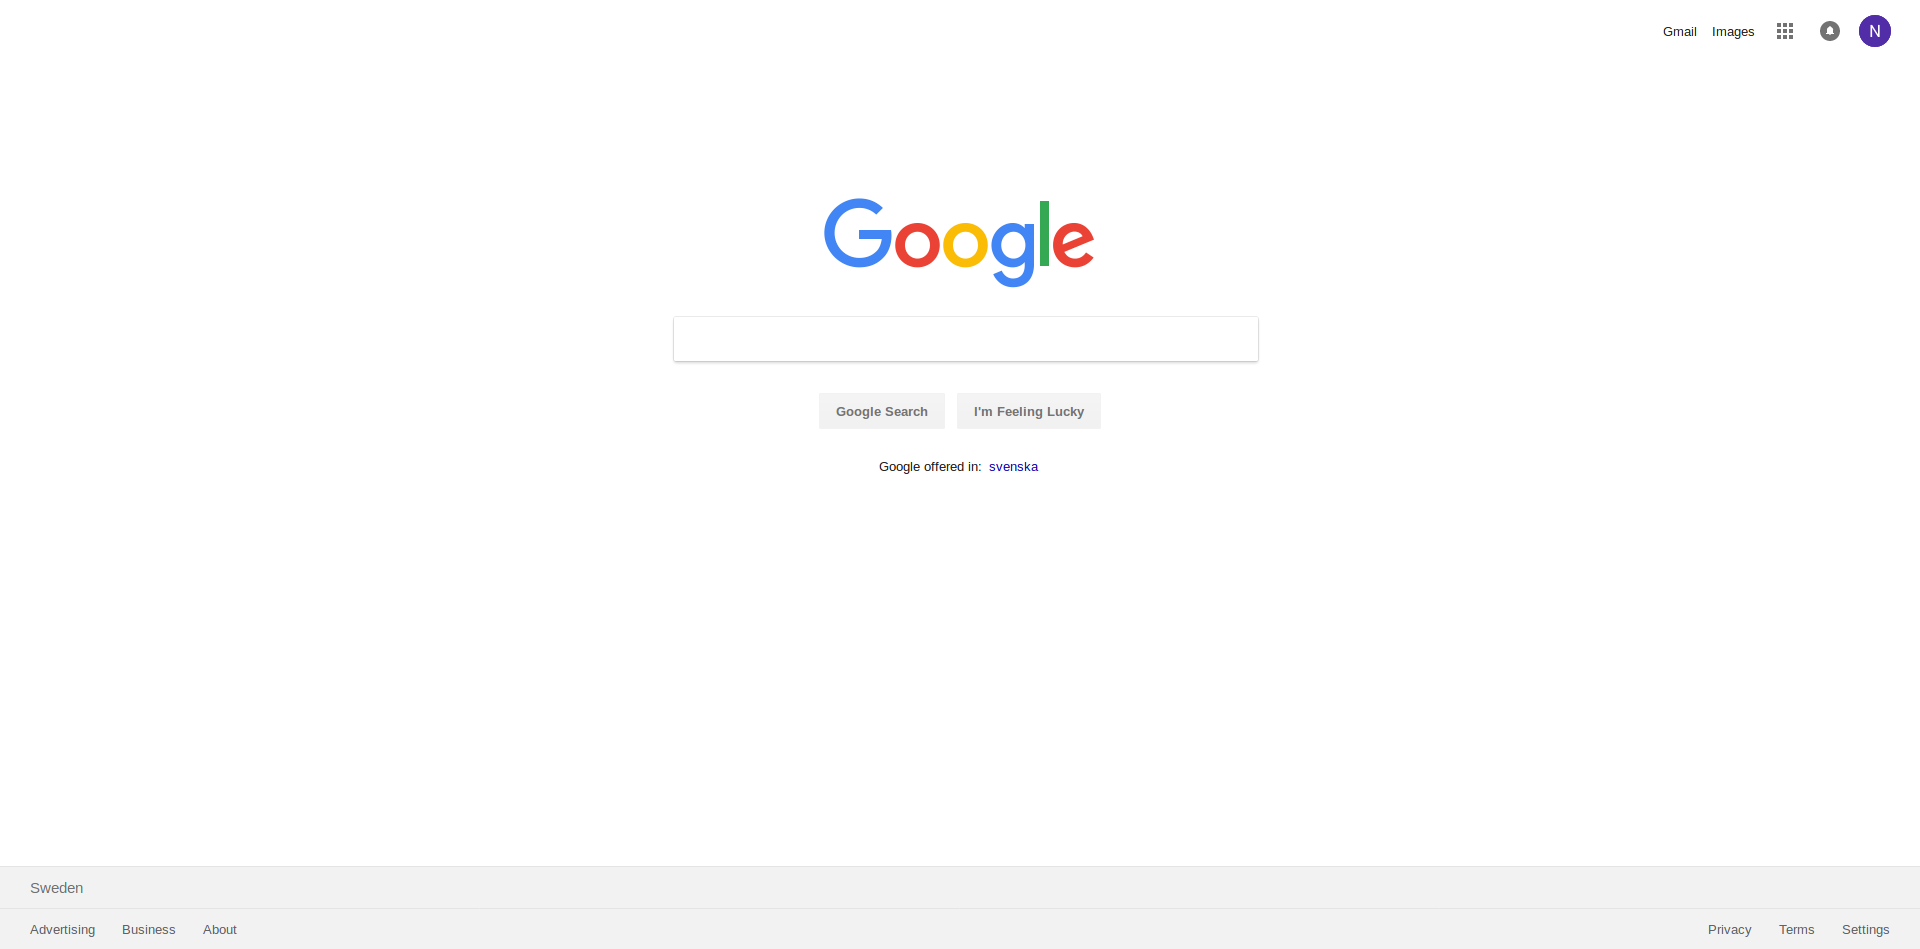 Gmail Images N
Google
Google Search I'm Feeling Lucky
Google offered in: svenska
Sweden
Advertising Business About Privacy Terms Settings